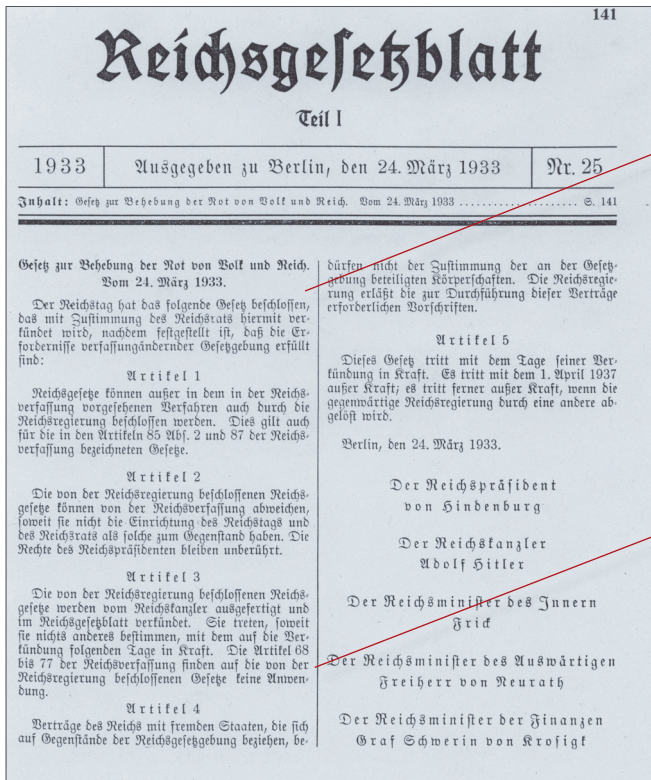 141
Reichsgesetzblatt
Teil I
1933 Ausgegeben zu Berlin, den 24. März 1933 Nr. 25
Inhalt: Gesetz zur Behebung der Not von Volk und Reich. Vom 24. März 1933 .................... S. 141
Gesetz zur Behebung der Not von Volk und Reich.
Vom 24. März 1933.
Der Reichstag hat das folgende Gesetz beschlossen,
das mit Zustimmung des Reichsrats hiermit ver-
kündet wird, nachdem festgestellt ist, daß die Er-
fordernisse verfassungändernder Gesetzgebung erfüllt
sind:
Artikel 1
Reichsgesetze können außer in dem in der Reichs-
verfassung vorgesehenen Verfahren auch durch die
Reichsregierung beschlossen werden. Dies gilt auch
für die in den Artikeln 85 Abs. 2 und 87 der Reichs-
verfassung bezeichneten Gesetze.
Artikel 2
Die von der Reichsregierung beschlossenen Reichs-
gesetze können von der Reichsverfassung abweichen,
soweit sie nicht die Einrichtung des Reichstags und
des Reichsrats als solche zum Gegenstand haben. Die
Rechte des Reichspräsidenten bleiben unberührt.
Artikel 3
Die von der Reichsregierung beschlossenen Reichs-
gesetze werden vom Reichskanzler ausgefertigt und
im Reichsgesetzblatt verkündet. Sie treten, soweit
sie nichts anderes bestimmen, mit dem auf die Ver-
kündung folgenden Tage in Kraft. Die Artikel 68
bis 77 der Reichsverfassung finden auf die von der
Reichsregierung beschlossenen Gesetze keine Anwen-
dung.
Artikel 4
Verträge des Reichs mit fremden Staaten, die sich
auf Gegenstände der Reichsgesetzgebung beziehen, be-
dürfen nicht der Zustimmung der an der Gesetz-
gebung beteiligten Körperschaften. Die Reichsregie-
rung erläßt die zur Durchführung dieser Verträge
erforderlichen Vorschriften.
Artikel 5
Dieses Gesetz tritt mit dem Tage seiner Ver-
kündung in Kraft. Es tritt mit dem 1. April 1937
außer Kraft; es tritt ferner außer Kraft, wenn die
gegenwärtige Reichsregierung durch eine andere ab-
gelöst wird.
Berlin, den 24. März 1933.
Der Reichspräsident
von Hindenburg
Der Reichskanzler
Adolf Hitler
Der Reichsminister des Innern
Frick
Der Reichsminister des Auswärtigen
Freiherr von Neurath
Der Reichsminister der Finanzen
Graf Schwerin von Krosigk